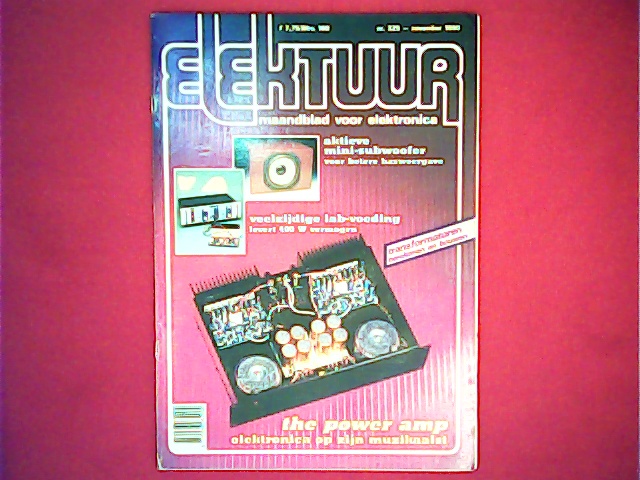 ELEKTUUR
maandblad voor elektronica
aktieve
mini-subwoofer
voor betere basweergave
veelzijdige lab-voeding
levert 400 W vermogen
transformatoren
the power amp
elektronica op zijn muzikaalst